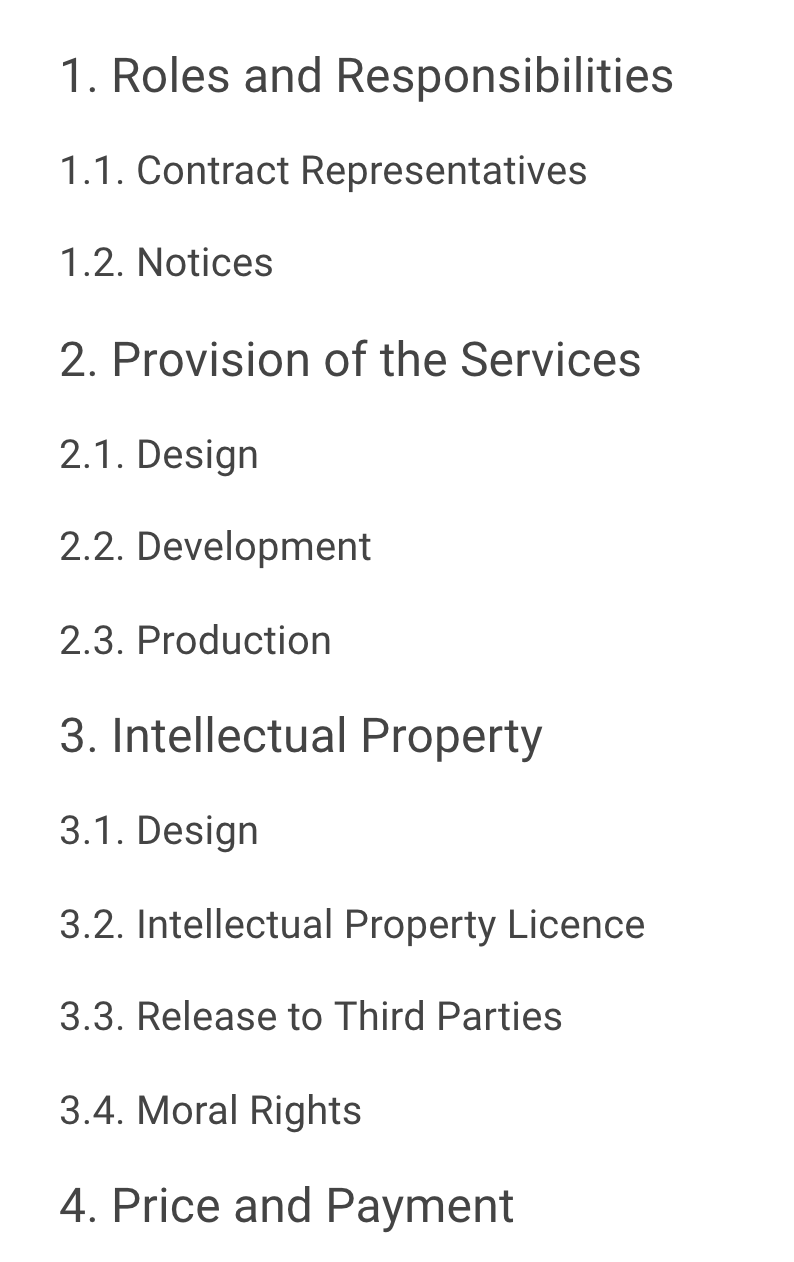 1. Roles and Responsibilities
1.1. Contract Representatives
1.2. Notices
2. Provision of the Services
2.1. Design
2.2. Development
2.3. Production
3. Intellectual Property
3.1. Design
3.2. Intellectual Property Licence
3.3. Release to Third Parties
3.4. Moral Rights
4. Price and Payment